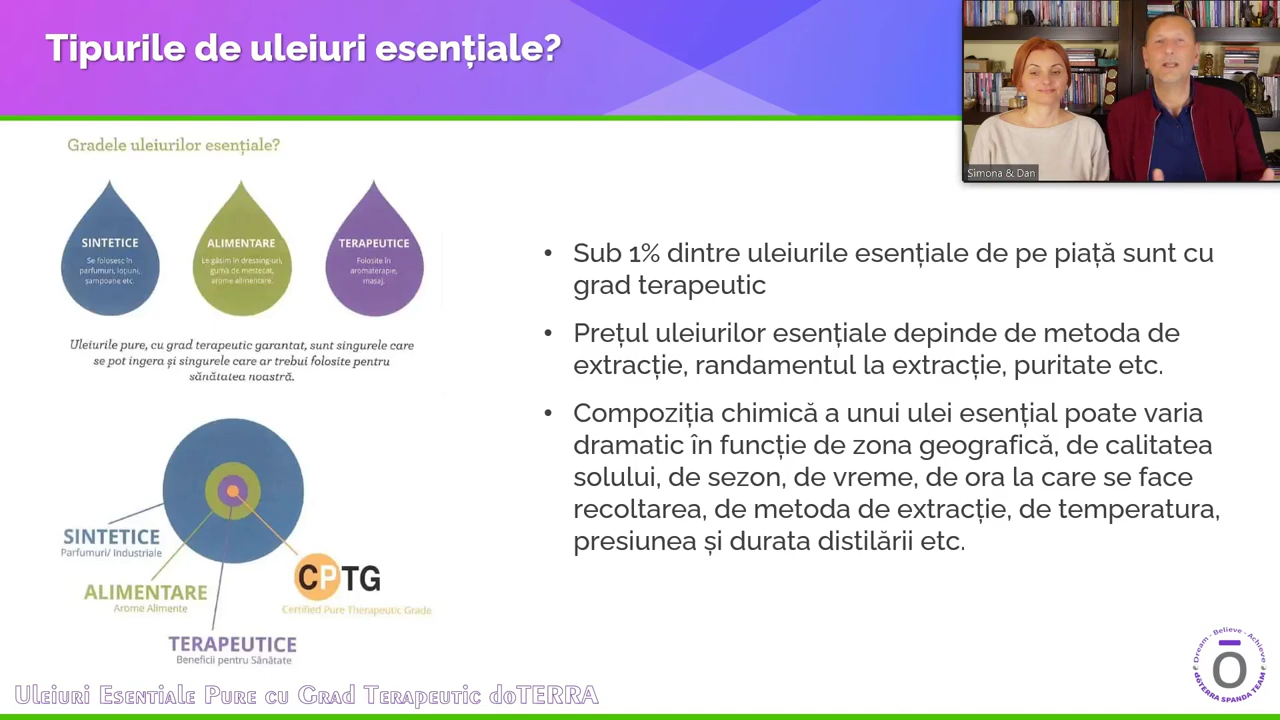 Tipurile de uleiuri esențiale?
Simona & Dan
Gradele uleiurilor esențiale?
SINTETICE
Se folosesc în
parfumuri, loțiuni,
șampoane etc.
ALIMENTARE
Le găsim în dressing-uri,
gumă de mestecat,
arome alimentare.
TERAPEUTICE
Folosite în
aromaterapie,
masaj.
Uleiurile pure, cu grad terapeutic garantat, sunt singurele care
se pot ingera și singurele care ar trebui folosite pentru
sănătatea noastră.
SINTETICE
Parfumuri/ Industriale
ALIMENTARE
Arome Alimente
TERAPEUTICE
Beneficii pentru Sănătate
CPTG
Certified Pure Therapeutic Grade
• Sub 1% dintre uleiurile esențiale de pe piață sunt cu
grad terapeutic
• Prețul uleiurilor esențiale depinde de metoda de
extracție, randamentul la extracție, puritate etc.
• Compoziția chimică a unui ulei esențial poate varia
dramatic în funcție de zona geografică, de calitatea
solului, de sezon, de vreme, de ora la care se face
recoltarea, de metoda de extracție, de temperatura,
presiunea și durata distilării etc.
Uleiuri Esentiale Pure cu Grad Terapeutic doTERRA
Dream - Believe - Achieve
dōTERRA SPANDA TEAM